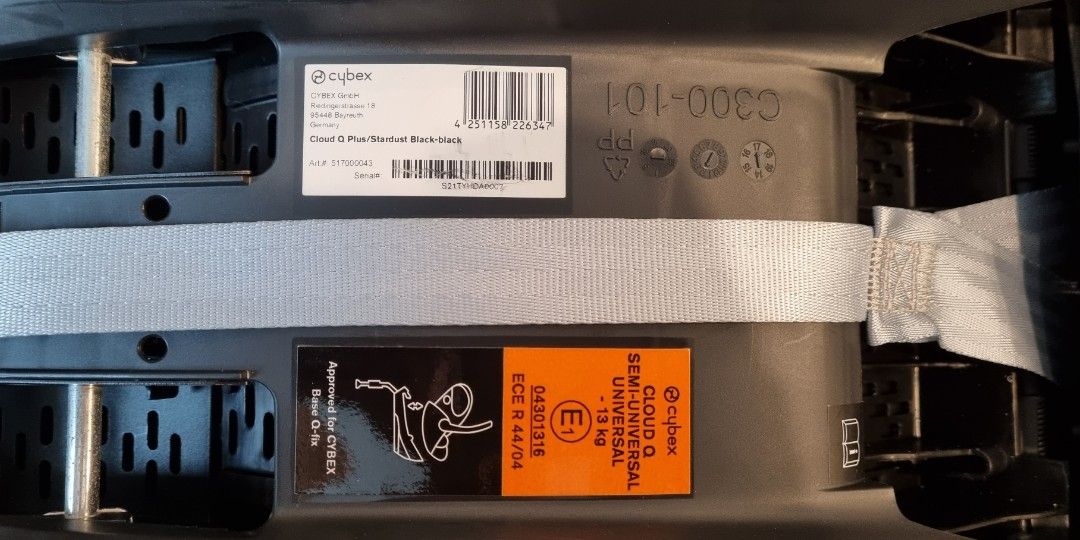 cybex
CYBEX GmbH
Riedingerstrasse 18
95448 Bayreuth
Germany
4 251158 226347
Cloud Q Plus/Stardust Black-black
Art.# 517000043
Serial#
C300-101
PP
cybex
CLOUD Q
SEMI-UNIVERSAL
- 13 kg
UNIVERSAL
E1
04301316
ECE R 44/04
Approved for CYBEX
Base Q-fix